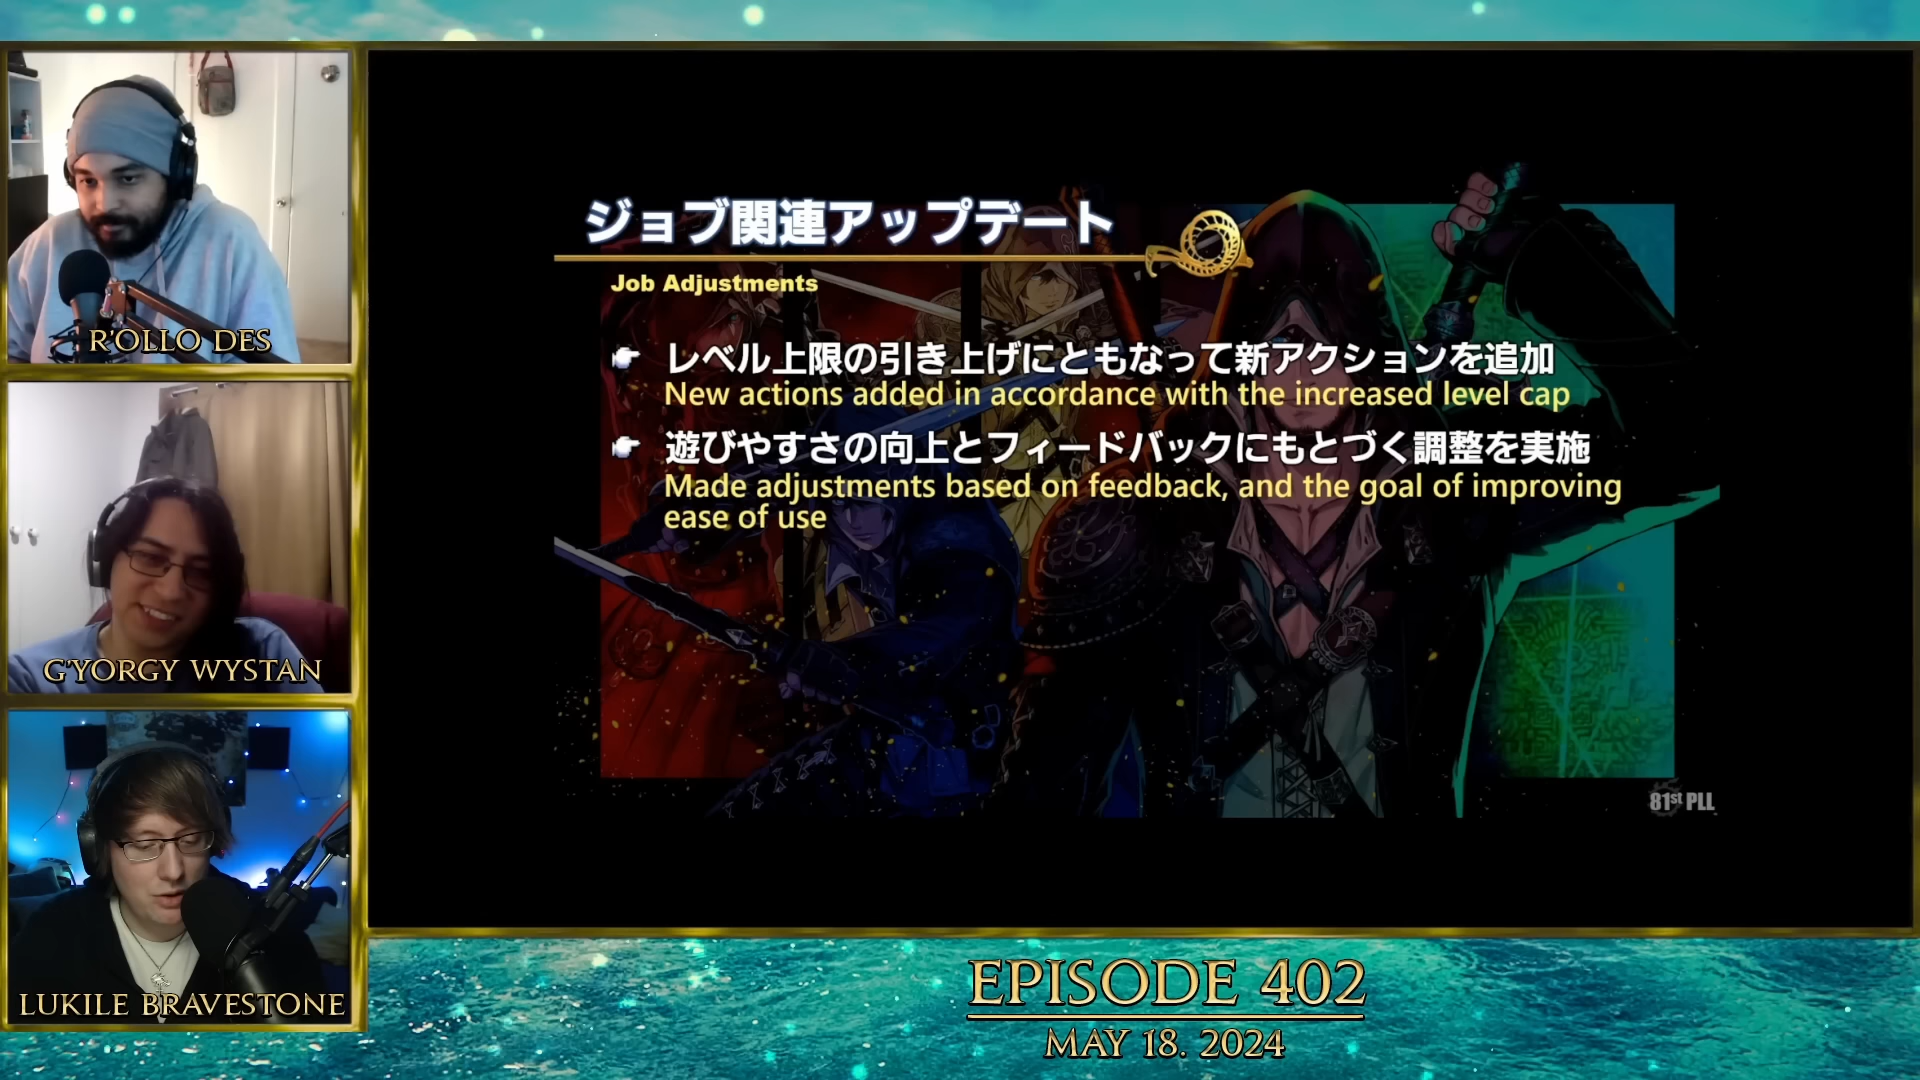 R'OLLO DES
G'YORGY WYSTAN
LUKILE BRAVESTONE
ジョブ関連アップデート
Job Adjustments
レベル上限の引き上げにともなって新アクションを追加
New actions added in accordance with the increased level cap
遊びやすさの向上とフィードバックにもとづく調整を実施
Made adjustments based on feedback, and the goal of improving
ease of use
81st PLL
EPISODE 402
MAY 18. 2024